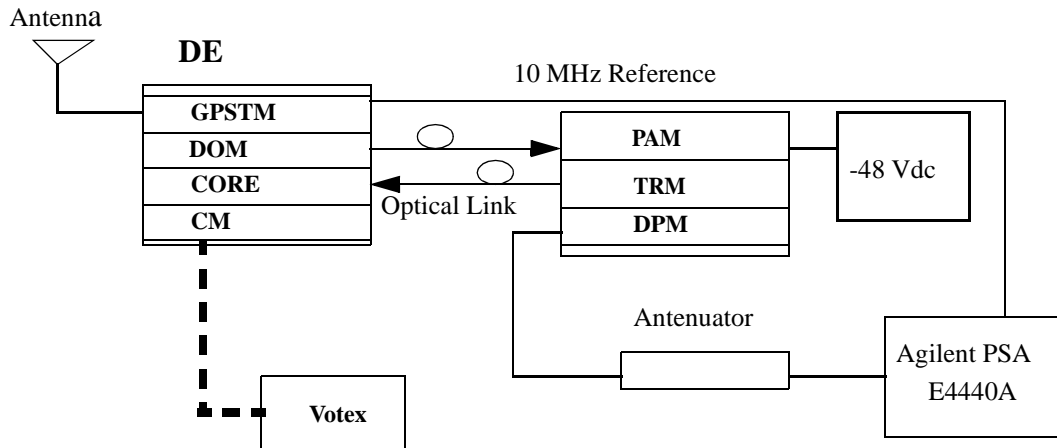 Antenna
DE
10 MHz Reference
GPSTM
DOM
CORE
CM
PAM
TRM
DPM
-48 Vdc
Optical Link
Antenuator
Agilent PSA
E4440A
Votex